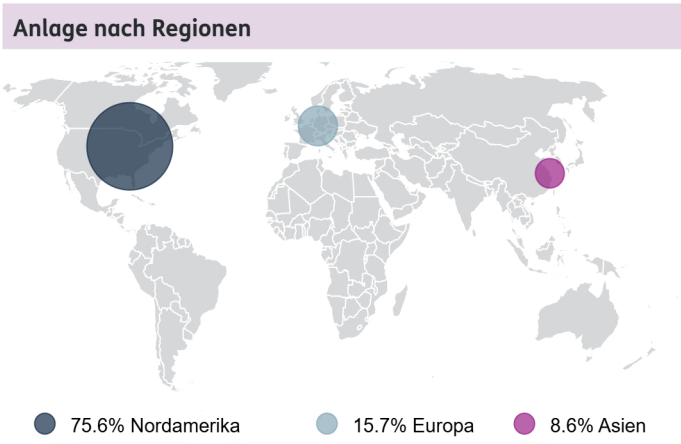 Anlage nach Regionen
75.6% Nordamerika
15.7% Europa
8.6% Asien